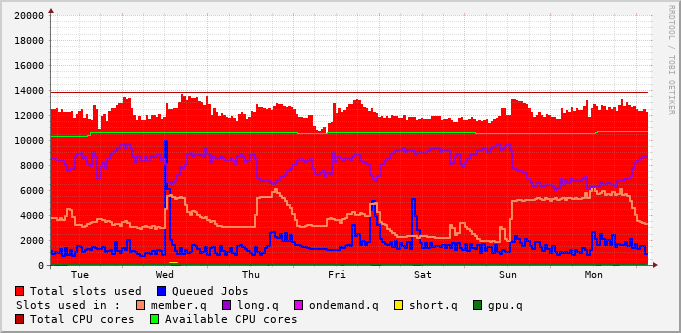 20000
18000
16000
14000
12000
10000
8000
6000
4000
2000
0
Tue Wed Thu Fri Sat Sun Mon
Total slots used Queued Jobs
Slots used in : member.q long.q ondemand.q short.q gpu.q
Total CPU cores Available CPU cores
RRDTOOL / TOBI OETIKER